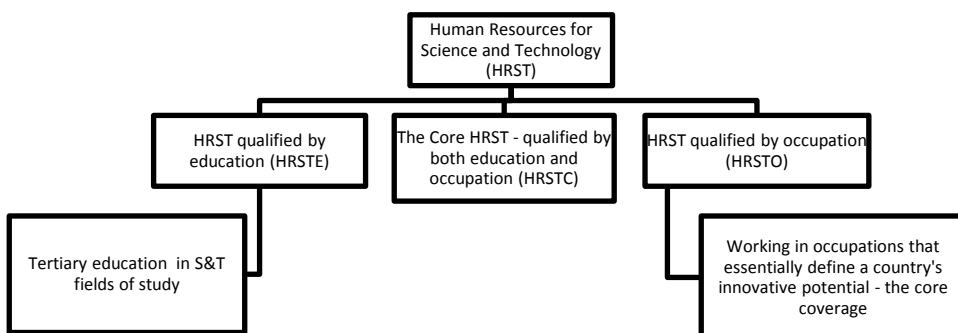 Human Resources for
Science and Technology
(HRST)
HRST qualified by
education (HRSTE)
The Core HRST - qualified by
both education and
occupation (HRSTC)
HRST qualified by occupation
(HRSTO)
Tertiary education in S&T
fields of study
Working in occupations that
essentially define a country's
innovative potential - the core
coverage